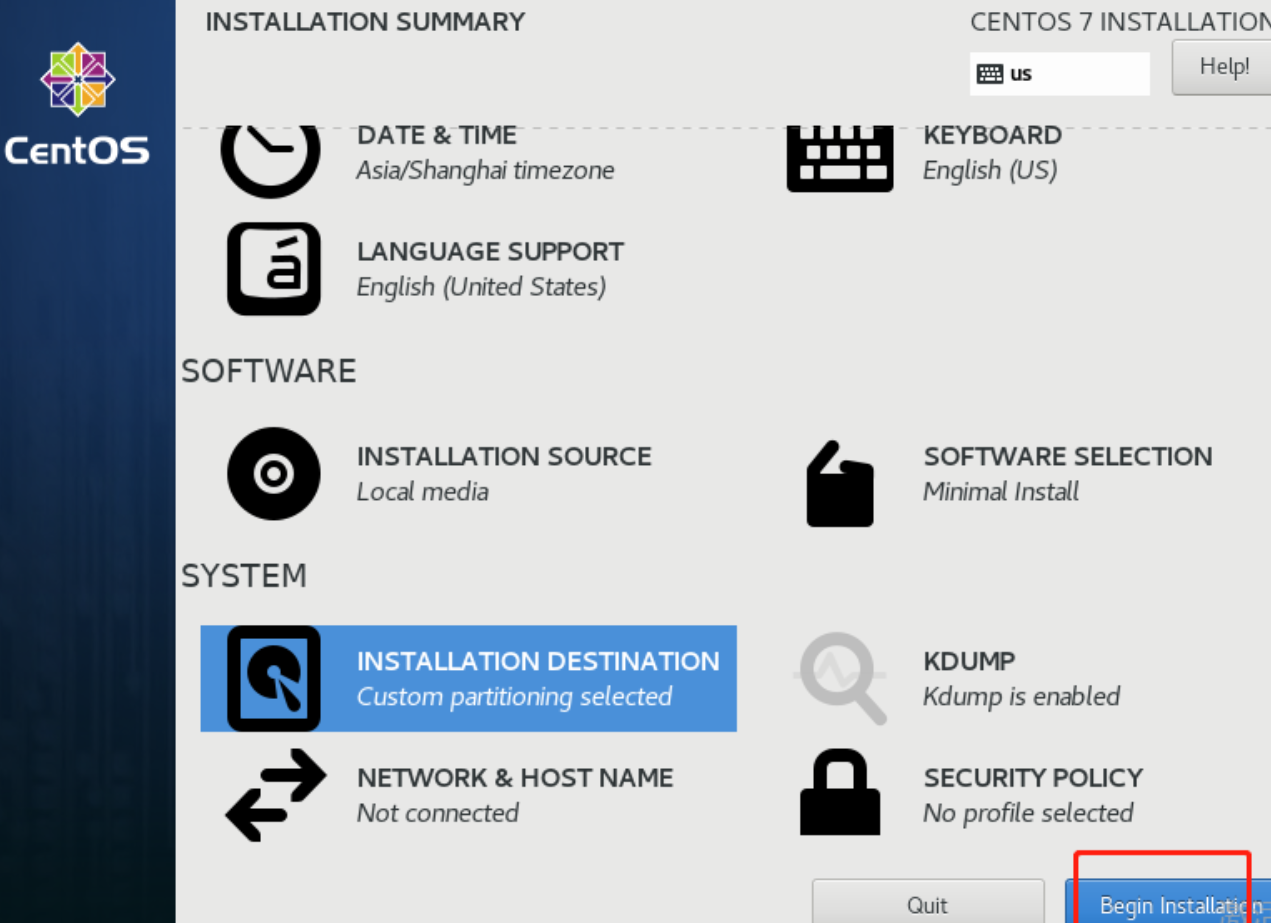 INSTALLATION SUMMARY
CENTOS 7 INSTALLATION
us
Help!
CentOS
DATE & TIME
Asia/Shanghai timezone
KEYBOARD
English (US)
á
LANGUAGE SUPPORT
English (United States)
SOFTWARE
INSTALLATION SOURCE
Local media
SOFTWARE SELECTION
Minimal Install
SYSTEM
INSTALLATION DESTINATION
Custom partitioning selected
KDUMP
Kdump is enabled
NETWORK & HOST NAME
Not connected
SECURITY POLICY
No profile selected
Quit
Begin Installation